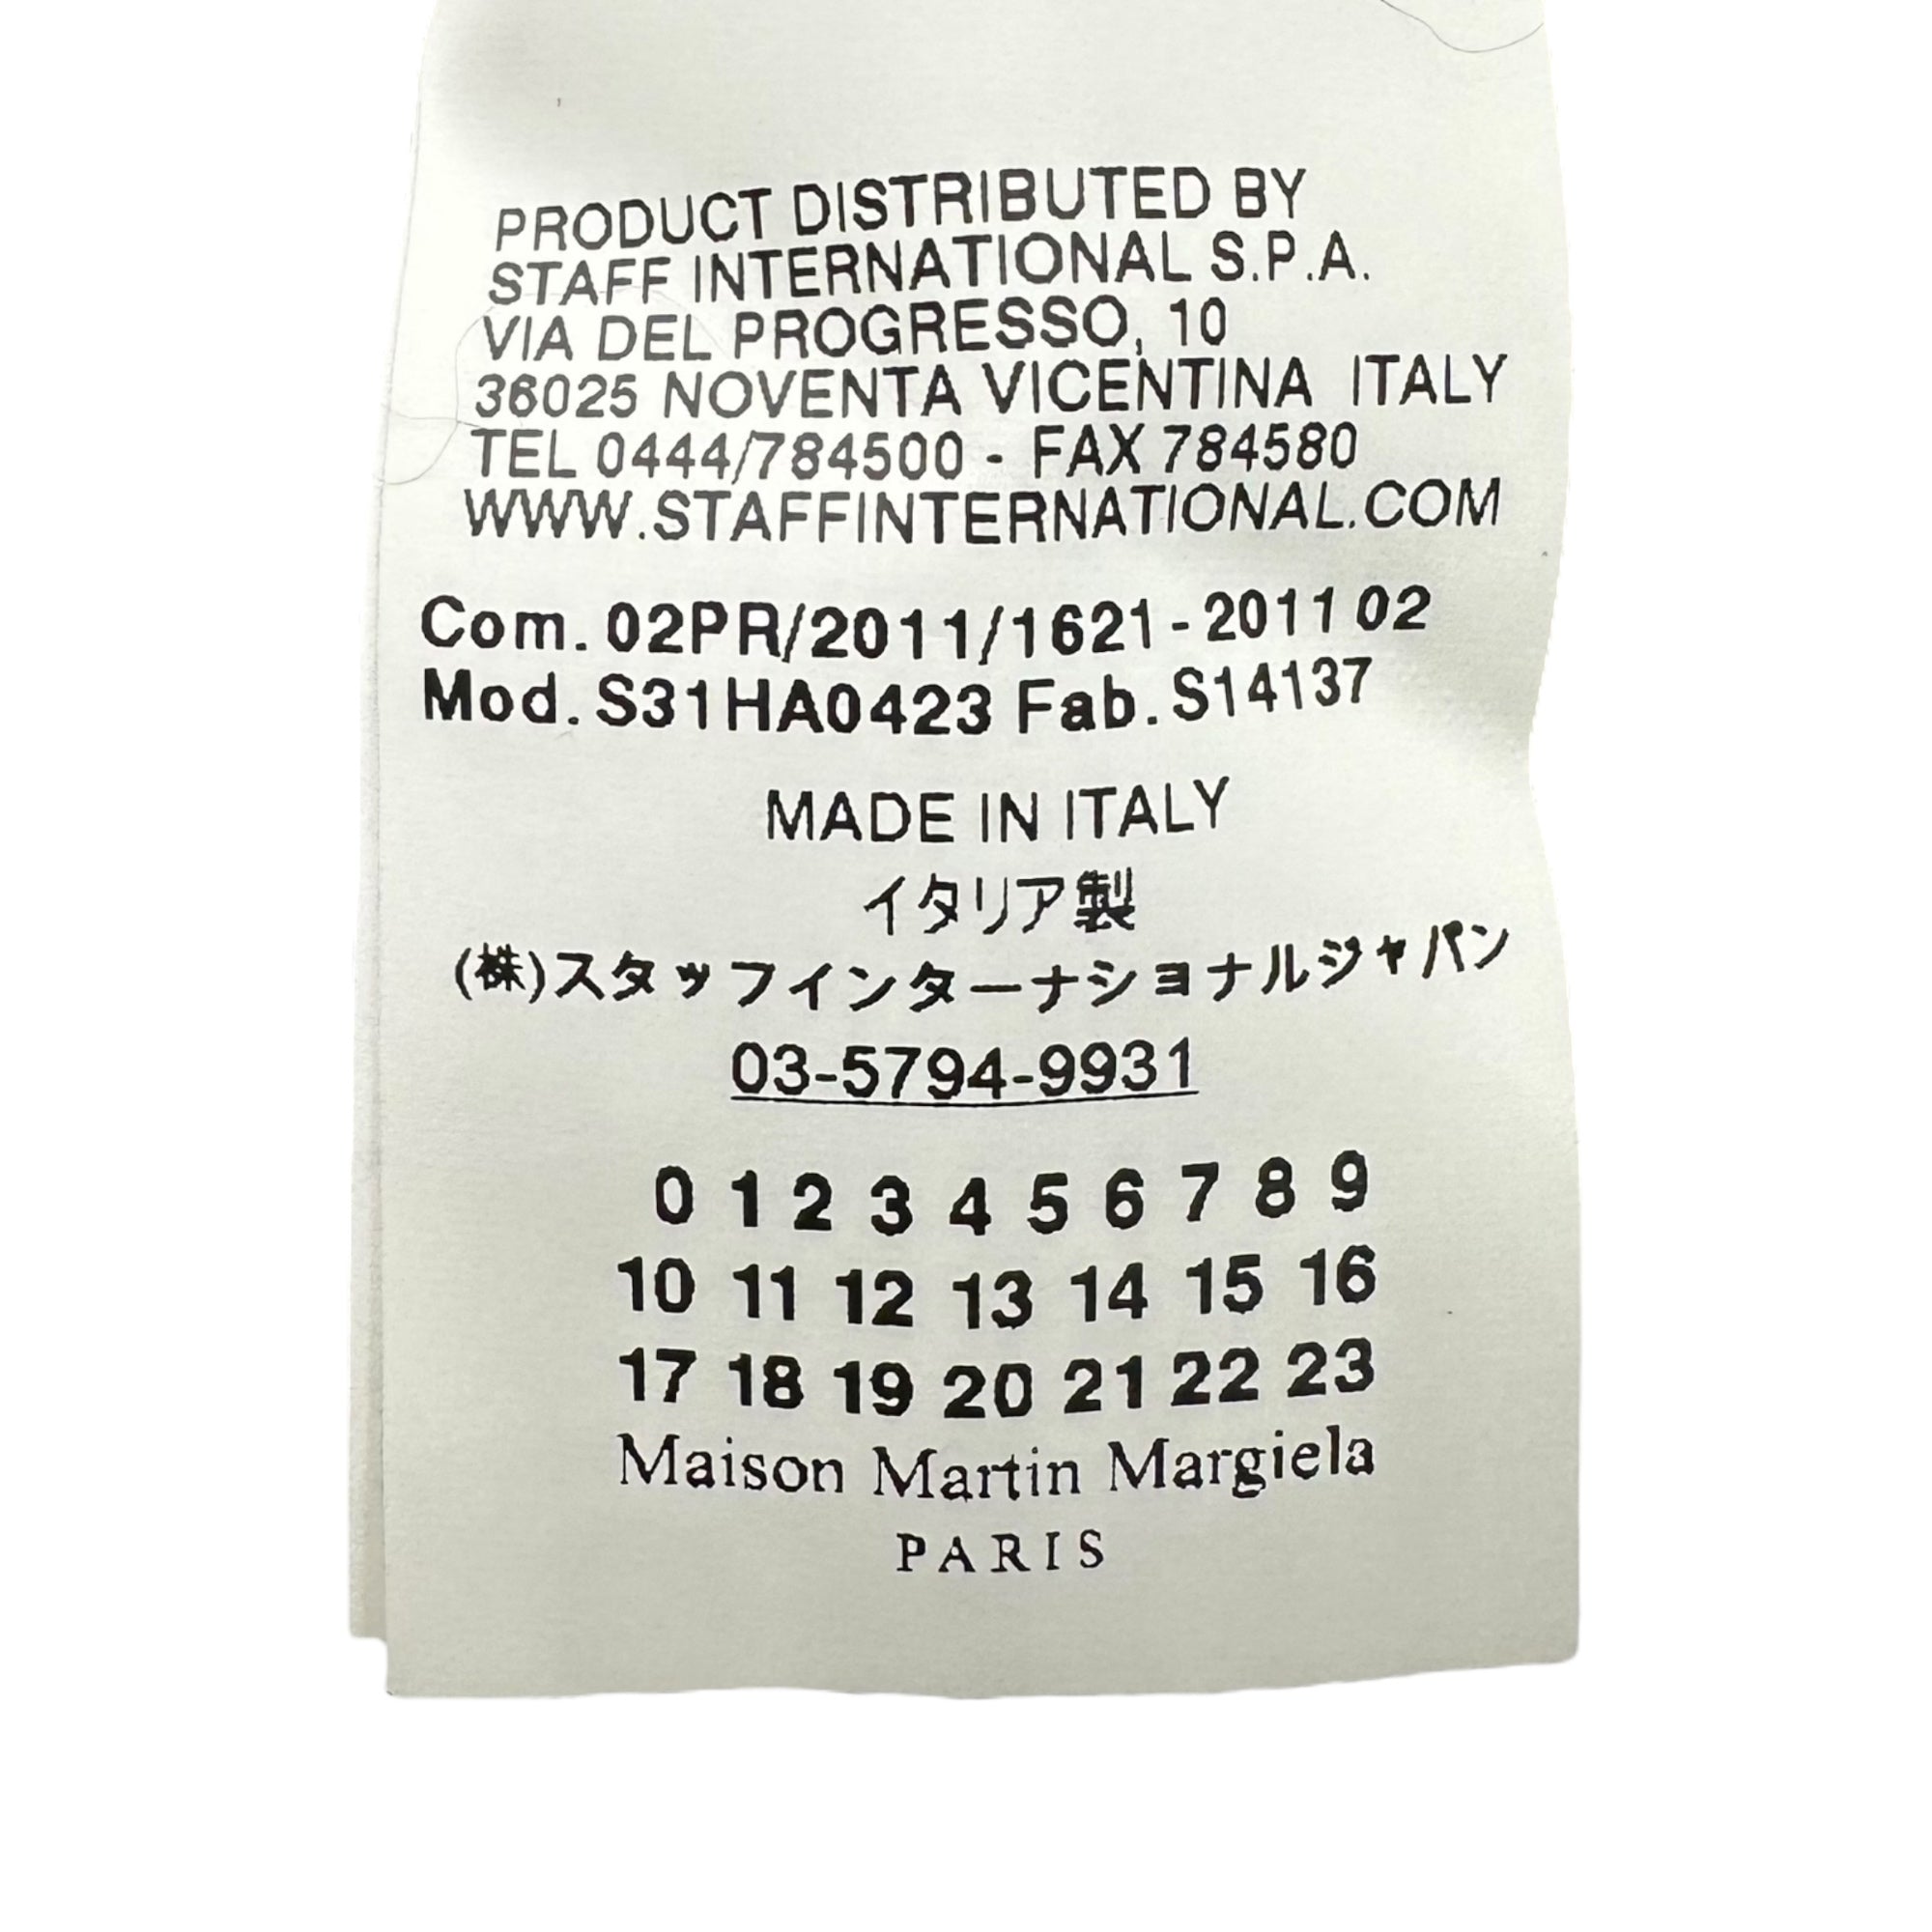 PRODUCT DISTRIBUTED BY
STAFF INTERNATIONAL S.P.A.
VIA DEL PROGRESSO, 10
36025 NOVENTA VICENTINA ITALY
TEL 0444/784500 - FAX 784580
WWW.STAFFINTERNATIONAL.COM
Com. 02PR/2011/1621-2011 02
Mod. S31HA0423 Fab. S14137
MADE IN ITALY
イタリア製
(株)スタッフインターナショナルジャパン
03-5794-9931
0 1 2 3 4 5 6 7 8 9
10 11 12 13 14 15 16
17 18 19 20 21 22 23
Maison Martin Margiela
PARIS